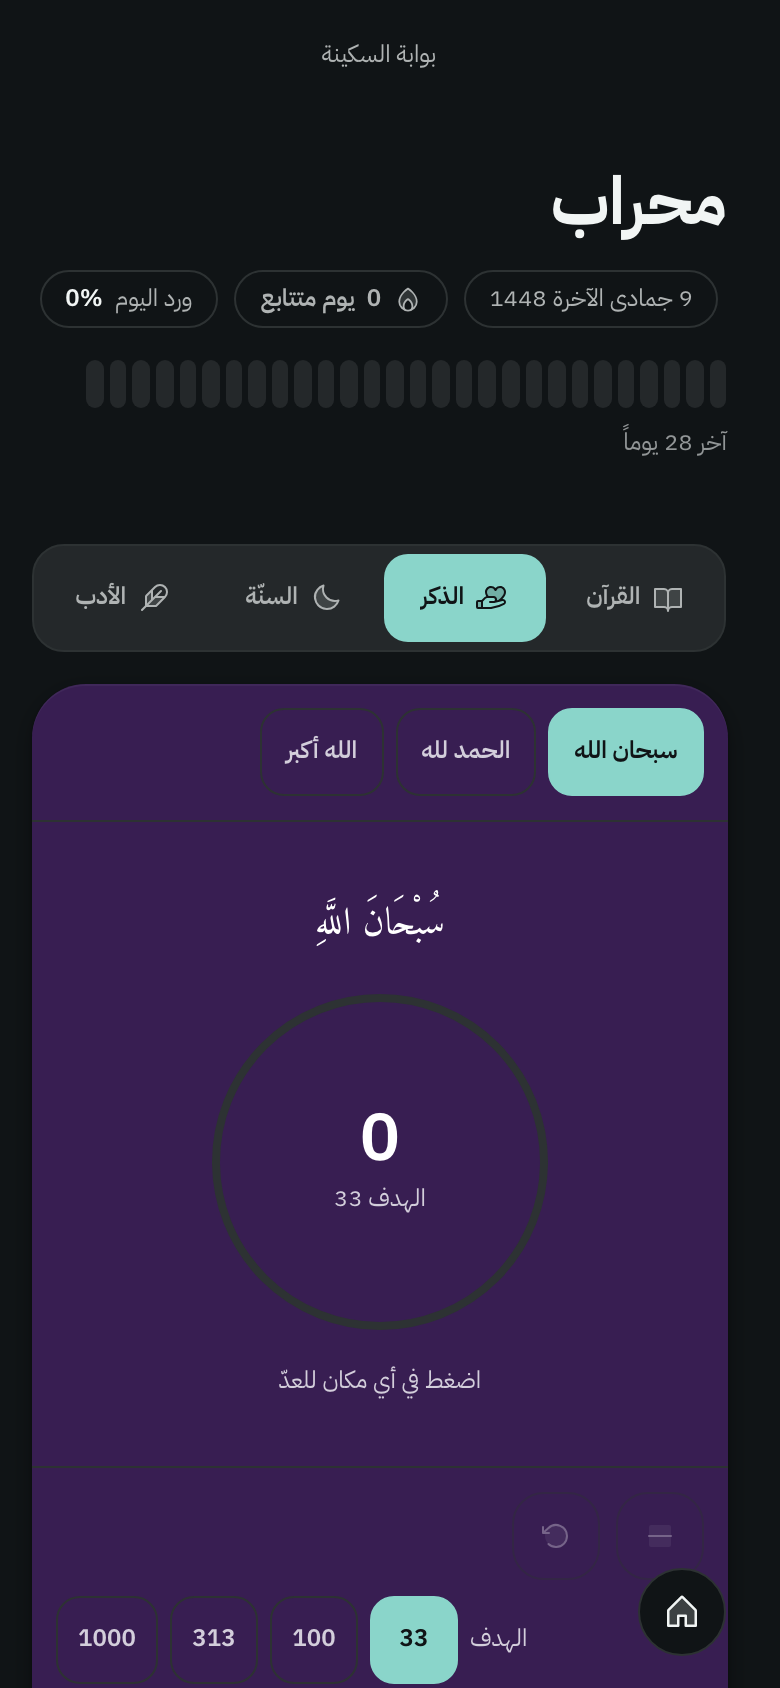 بوابة السكينة
محراب
9 جمادى الآخرة 1448
0 يوم متتابع
ورد اليوم 0%
آخر 28 يوماً
القرآن
الذكر
السنّة
الأدب
سبحان الله
الحمد لله
الله أكبر
سُبْحَانَ اللَّهِ
0
الهدف 33
اضغط في أي مكان للعدّ
الهدف 33 100 313 1000